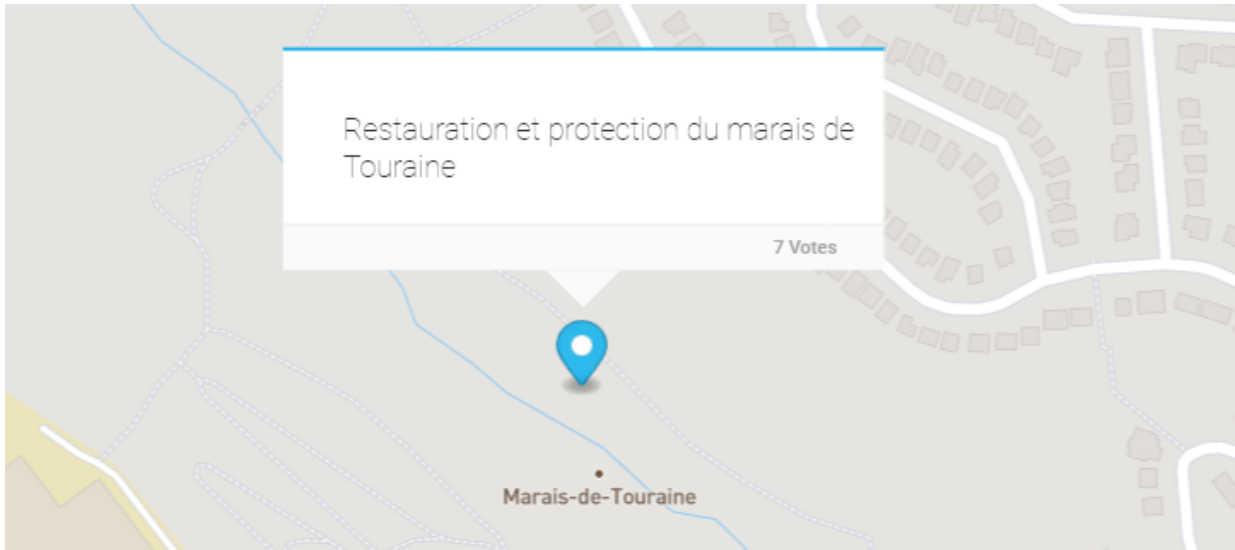 Restauration et protection du marais de
Touraine
7 Votes
Marais-de-Touraine